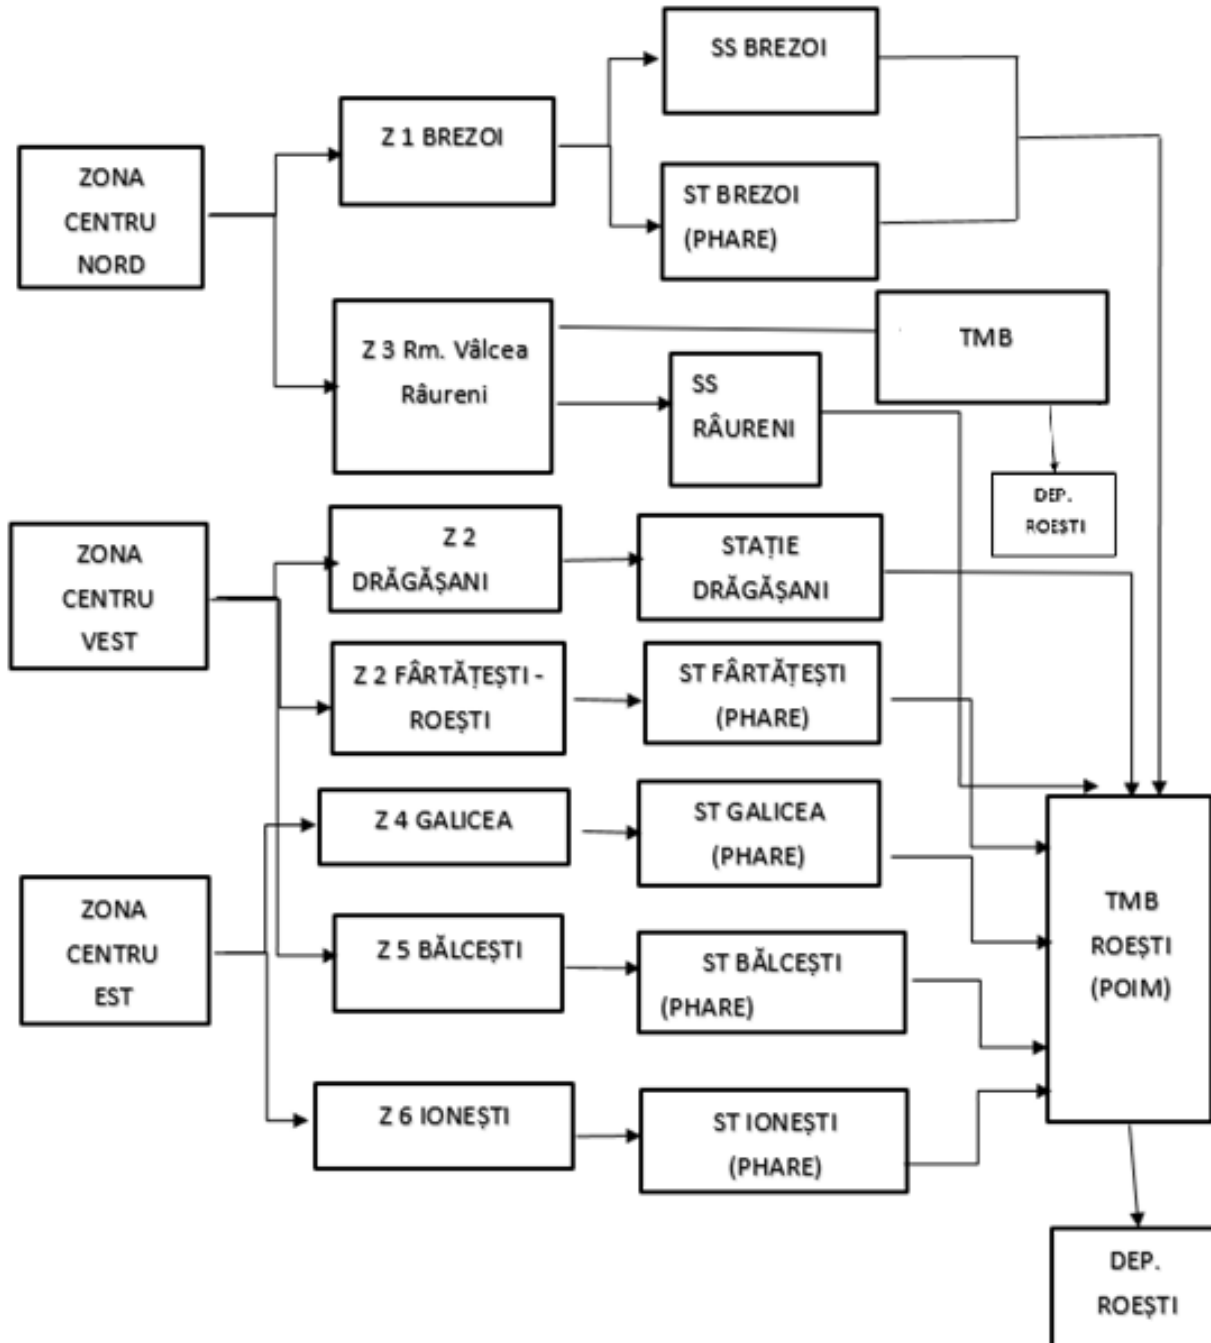 SS BREZOI
Z 1 BREZOI
ZONA
CENTRU
NORD
ST BREZOI
(PHARE)
Z 3 Rm. Vâlcea
Râureni
TMB
SS
RÂURENI
DEP.
ROEȘTI
ZONA
CENTRU
VEST
Z 2
DRĂGĂȘANI
STAȚIE
DRĂGĂȘANI
Z 2 FÂRTĂȚEȘTI -
ROEȘTI
ST FÂRTĂȚEȘTI
(PHARE)
Z 4 GALICEA
ST GALICEA
(PHARE)
ZONA
CENTRU
EST
Z 5 BĂLCEȘTI
ST BĂLCEȘTI
(PHARE)
TMB
ROEȘTI
(POIM)
Z 6 IONEȘTI
ST IONEȘTI
(PHARE)
DEP.
ROEȘTI